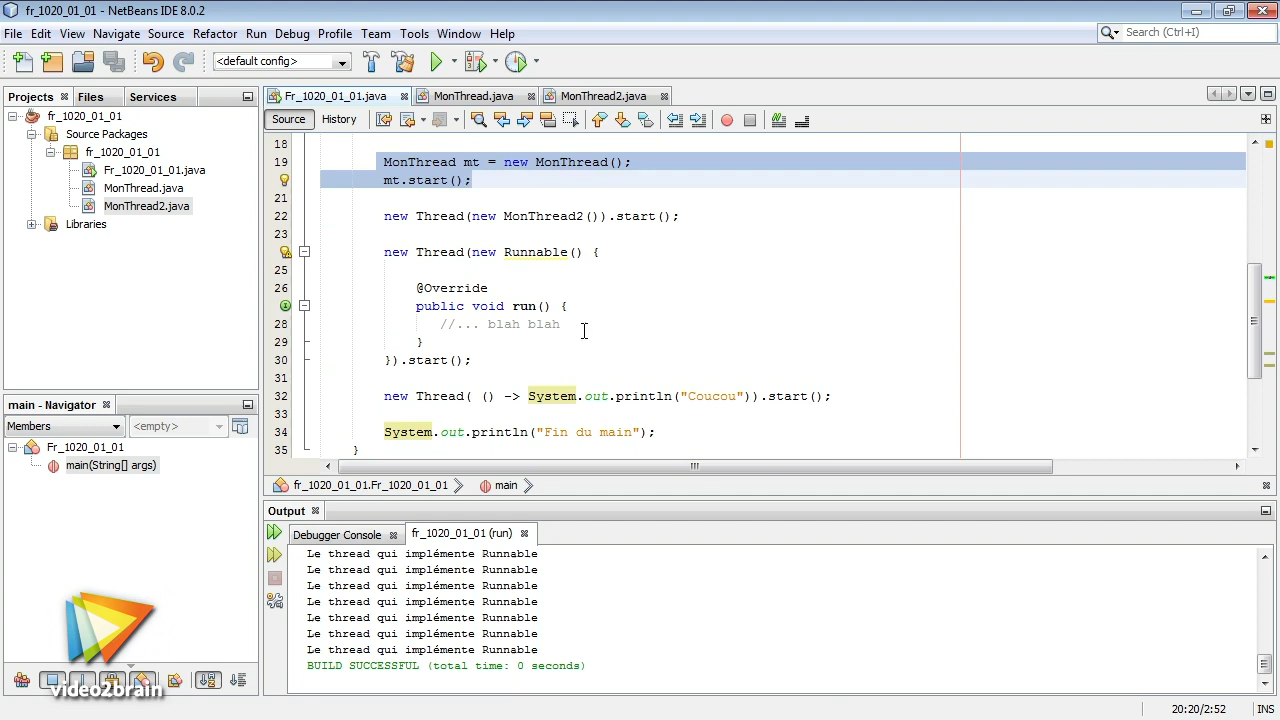 fr_1020_01_01 - NetBeans IDE 8.0.2
File Edit View Navigate Source Refactor Run Debug Profile Team Tools Window Help
Search (Ctrl+I)
<default config>
Projects Files Services
fr_1020_01_01
Source Packages
fr_1020_01_01
Fr_1020_01_01.java
MonThread.java
MonThread2.java
Libraries
Fr_1020_01_01.java MonThread.java MonThread2.java
Source History
18
19 MonThread mt = new MonThread();
mt.start();
21
22 new Thread(new MonThread2()).start();
23
new Thread(new Runnable() {
25
26 @Override
public void run() {
28 //... blah blah
29 }
30 }).start();
31
32 new Thread( () -> System.out.println("Coucou")).start();
33
34 System.out.println("Fin du main");
35 }
fr_1020_01_01.Fr_1020_01_01 main
main - Navigator
Members <empty>
Fr_1020_01_01
main(String[] args)
Output
Debugger Console fr_1020_01_01 (run)
Le thread qui implémente Runnable
Le thread qui implémente Runnable
Le thread qui implémente Runnable
Le thread qui implémente Runnable
Le thread qui implémente Runnable
Le thread qui implémente Runnable
Le thread qui implémente Runnable
BUILD SUCCESSFUL (total time: 0 seconds)
video2brain
20:20/2:52 INS